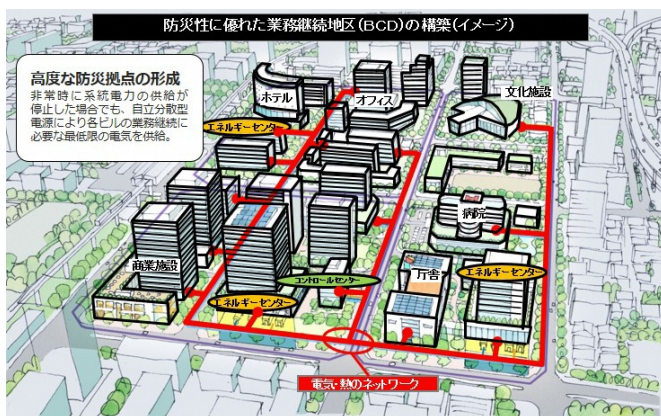 防災性に優れた業務継続地区(BCD)の構築(イメージ)
高度な防災拠点の形成
非常時に系統電力の供給が
停止した場合でも、自立分散型
電源により各ビルの業務継続に
必要な最低限の電気を供給。
ホテル
オフィス
文化施設
エネルギーセンター
病院
商業施設
コントロールセンター
庁舎
エネルギーセンター
エネルギーセンター
電気・熱のネットワーク